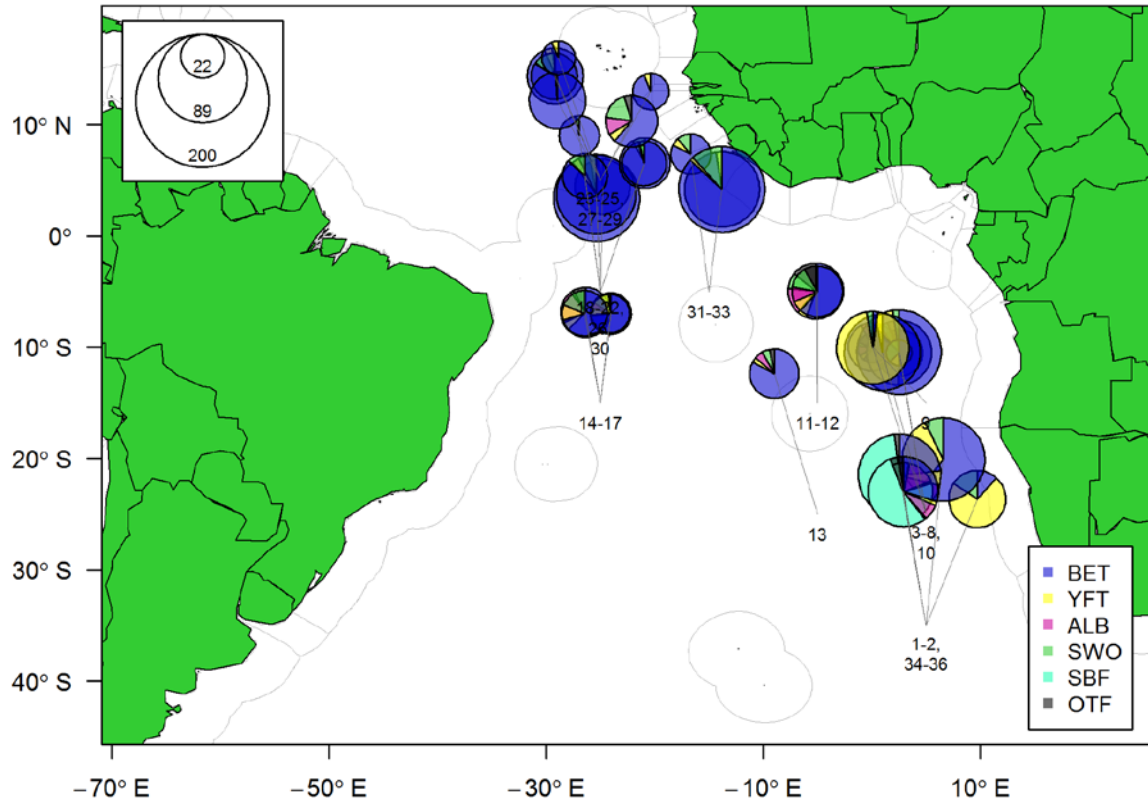 22
89
200
10° N
0°
10° S
20° S
30° S
40° S
23-25
27-29
18-22,
30
31-33
14-17
11-12
13
3-8,
10
1-2,
34-36
BET
YFT
ALB
SWO
SBF
OTF
−70° E
−50° E
−30° E
−10° E
10° E